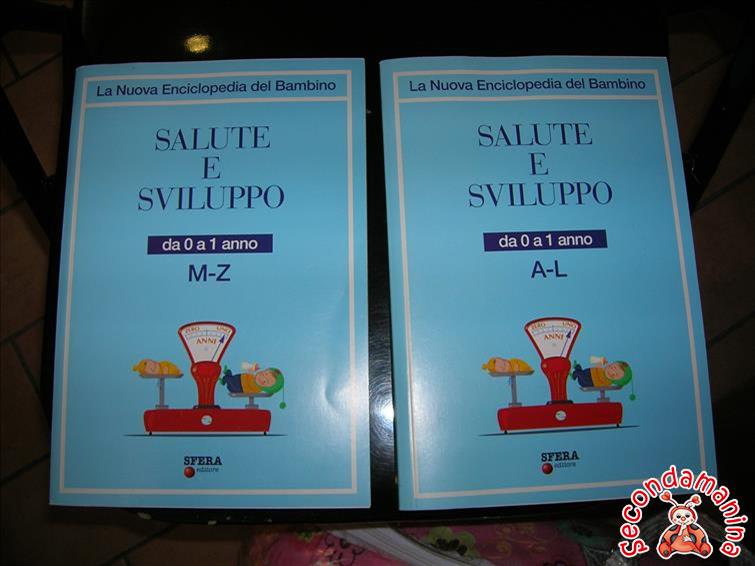 La Nuova Enciclopedia del Bambino
SALUTE
E
SVILUPPO
da 0 a 1 anno
M-Z
ZERO UNO
ANNI
SFERA
editore
La Nuova Enciclopedia del Bambino
SALUTE
E
SVILUPPO
da 0 a 1 anno
A-L
ZERO UNO
ANNI
SFERA
editore
secondamanina